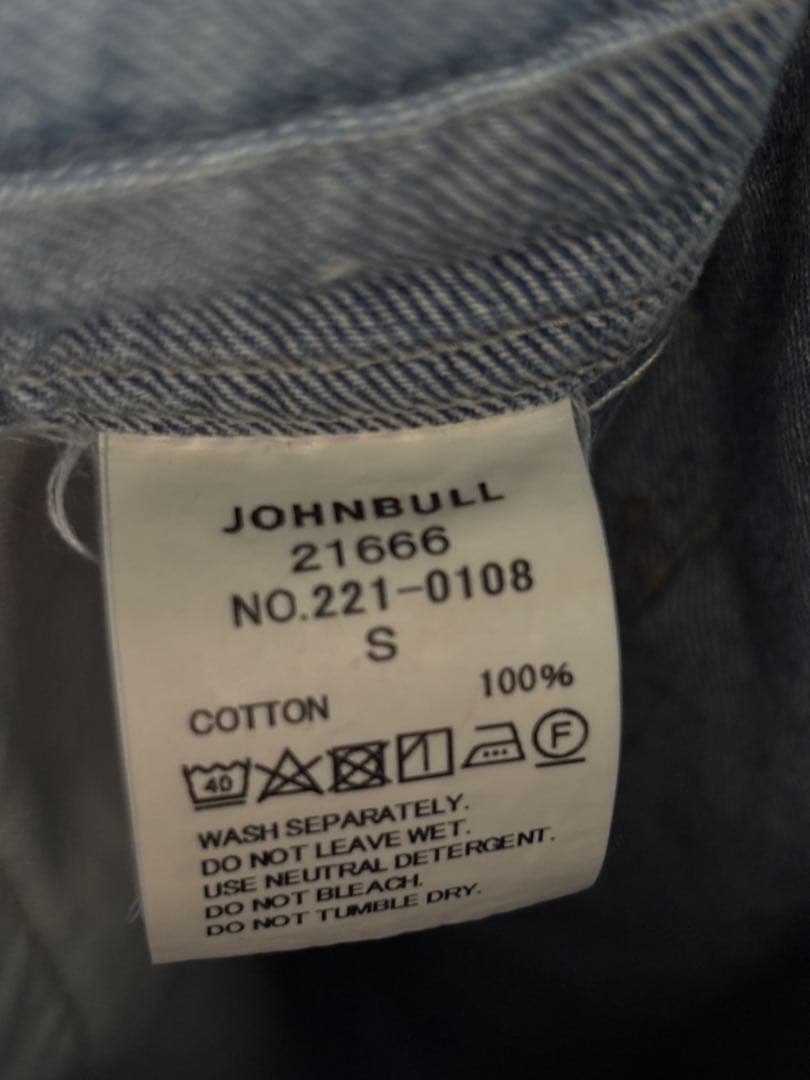 JOHNBULL
21666
NO.221-0108
S
COTTON 100%
40 F
WASH SEPARATELY.
DO NOT LEAVE WET.
USE NEUTRAL DETERGENT.
DO NOT BLEACH.
DO NOT TUMBLE DRY.